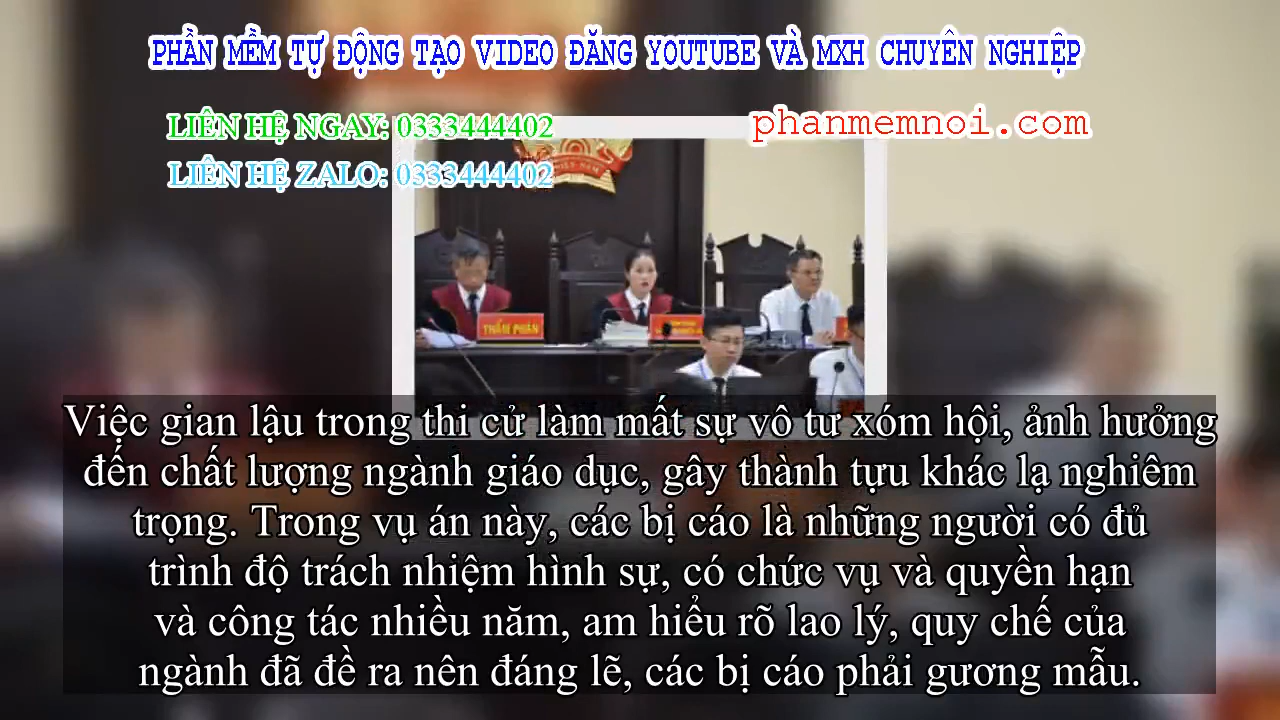 PHẦN MỀM TỰ ĐỘNG TẠO VIDEO ĐĂNG YOUTUBE VÀ MXH CHUYÊN NGHIỆP
LIÊN HỆ NGAY: 0333444402
phanmemnoi.com
LIÊN HỆ ZALO: 0333444402
VIỆT NAM
THẨM PHÁN
Việc gian lậu trong thi cử làm mất sự vô tư xóm hội, ảnh hưởng
đến chất lượng ngành giáo dục, gây thành tựu khác lạ nghiêm
trọng. Trong vụ án này, các bị cáo là những người có đủ
trình độ trách nhiệm hình sự, có chức vụ và quyền hạn
và công tác nhiều năm, am hiểu rõ lao lý, quy chế của
ngành đã đề ra nên đáng lẽ, các bị cáo phải gương mẫu.